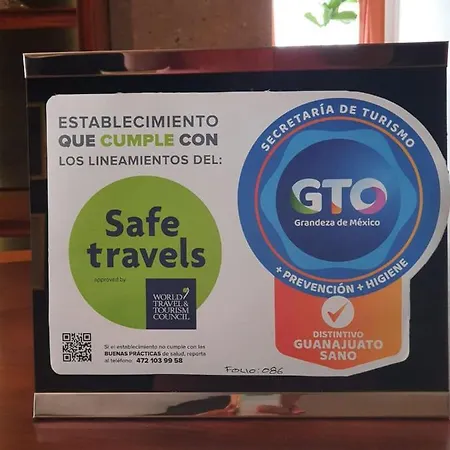 ESTABLECIMIENTO
QUE CUMPLE CON
LOS LINEAMIENTOS DEL:
Safe
travels
approved by
WORLD
TRAVEL &
TOURISM
COUNCIL
Si el establecimiento no cumple con las
BUENAS PRÁCTICAS de salud, reporta
al teléfono: 472 103 99 58
FOLIO: 086
SECRETARÍA DE TURISMO
GTO
Grandeza de México
+ PREVENCIÓN + HIGIENE
DISTINTIVO
GUANAJUATO
SANO